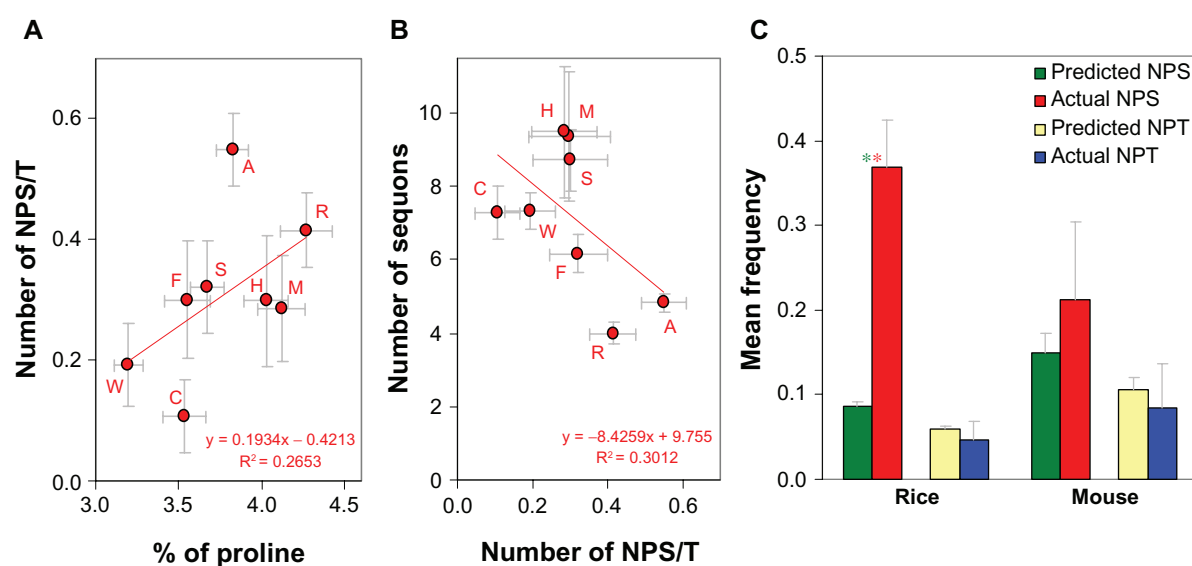 A
Number of NPS/T
0.6
0.4
0.2
0.0
3.0 3.5 4.0 4.5
% of proline
A
R
F S H M
W
C
y = 0.1934x – 0.4213
R² = 0.2653
B
Number of sequons
10
8
6
4
2
0
0.0 0.2 0.4 0.6
Number of NPS/T
H M
S
C
W
F
A
R
y = –8.4259x + 9.755
R² = 0.3012
C
Mean frequency
0.5
0.4
0.3
0.2
0.1
0.0
Predicted NPS
Actual NPS
Predicted NPT
Actual NPT
**
Rice Mouse